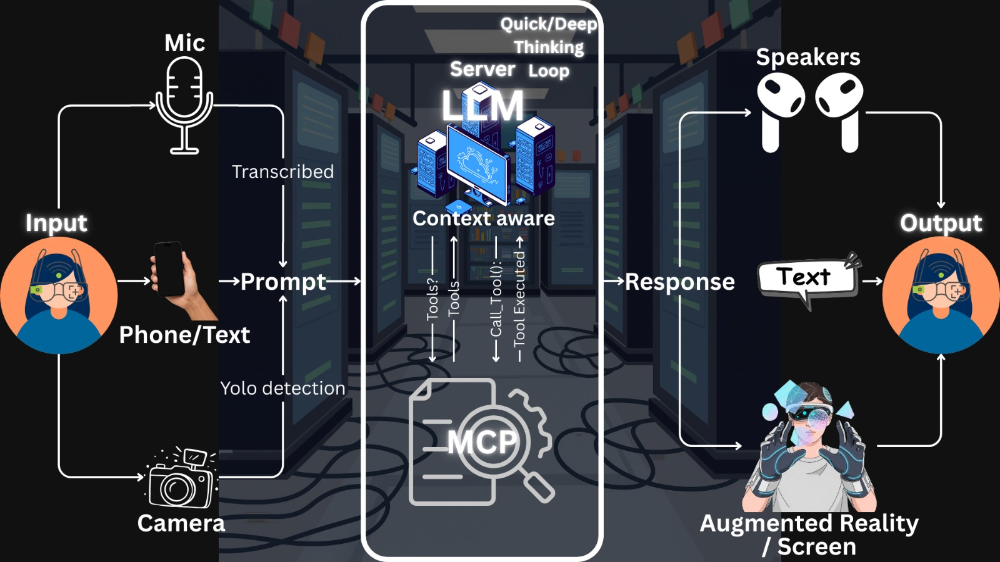 Mic
Transcribed
Input
Prompt
Phone/Text
Yolo detection
Camera
Quick/Deep
Thinking
Loop
Server
LLM
Context aware
Tools?
Tools
Call_Tool():
Tool Executed
MCP
Speakers
Response
Text
Output
Augmented Reality
/ Screen